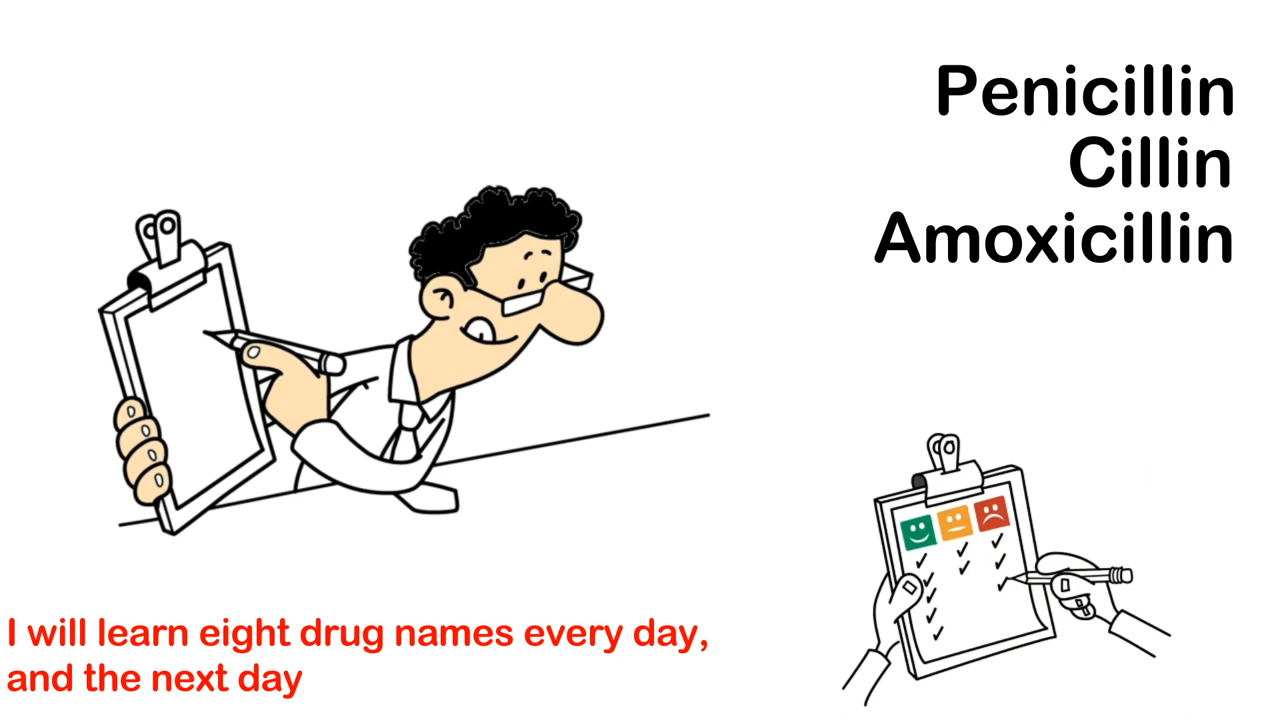 Penicillin
Cillin
Amoxicillin
I will learn eight drug names every day,
and the next day